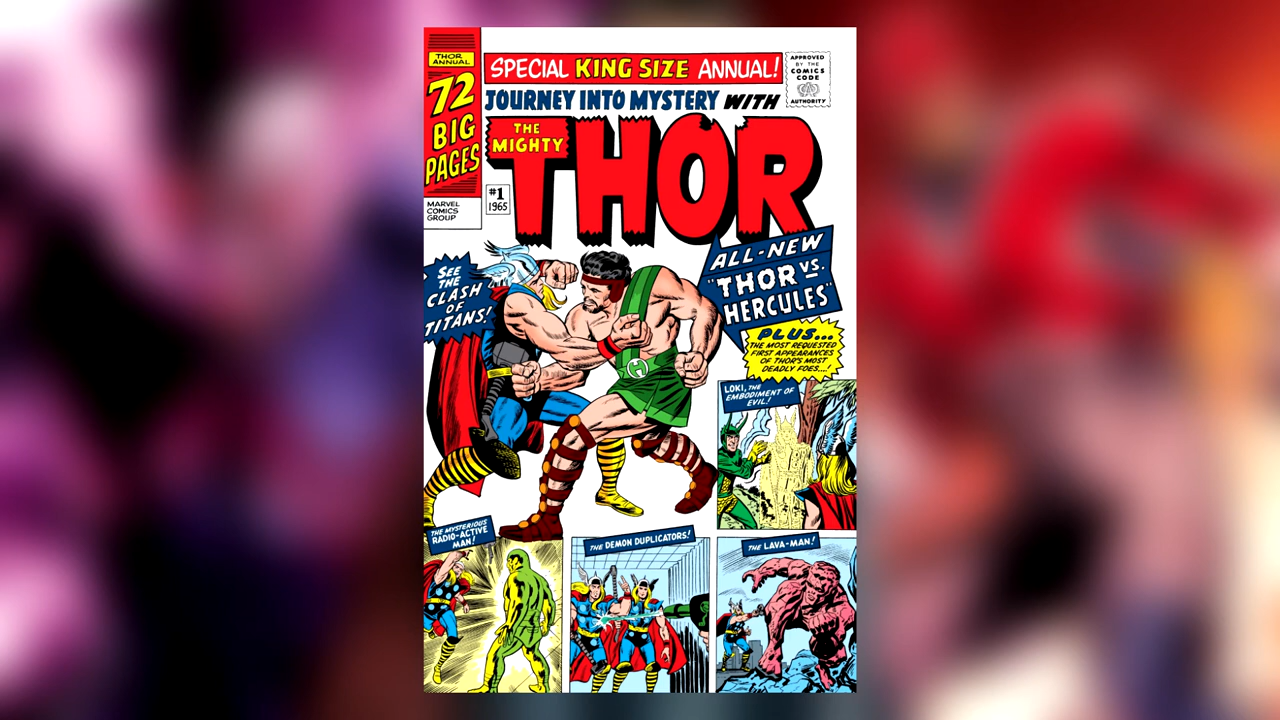 THOR
ANNUAL
72
BIG
PAGES
MARVEL
COMICS
GROUP
SPECIAL KING SIZE ANNUAL!
APPROVED
BY THE
COMICS
CODE
CA
AUTHORITY
JOURNEY INTO MYSTERY WITH
THE
MIGHTY
THOR
#1
1965
SEE
THE
CLASH
OF
TITANS!
ALL-NEW
"THOR VS.
HERCULES"
PLUS...
THE MOST REQUESTED
FIRST APPEARANCES
OF THOR'S MOST
DEADLY FOES...!
H
LOKI, THE
EMBODIMENT OF
EVIL!
THE MYSTERIOUS
RADIO-ACTIVE
MAN!
THE DEMON DUPLICATORS!
THE LAVA-MAN!